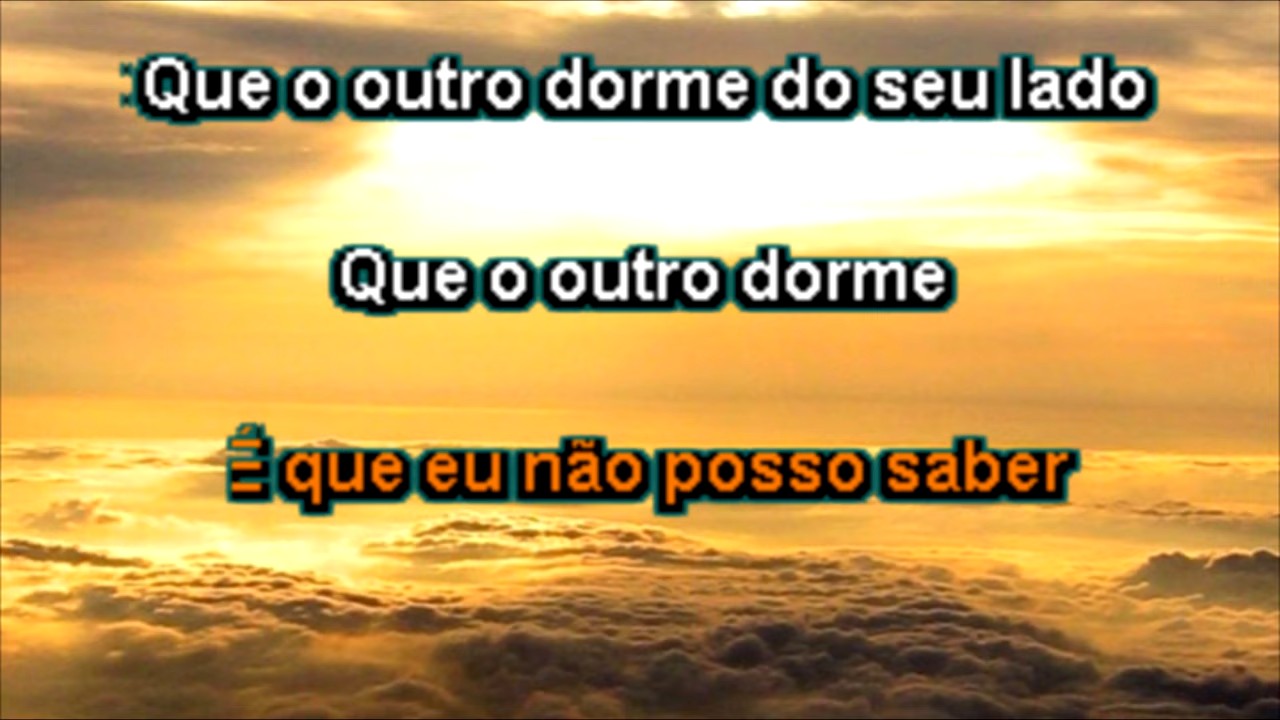 Que o outro dorme do seu lado
Que o outro dorme
É que eu não posso saber